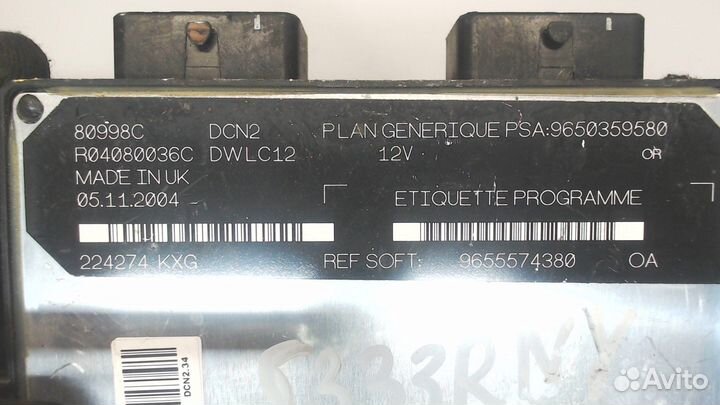 80998C DCN2 PLAN GENERIQUE PSA:9650359580
R04080036C DWLC12 12V OR
MADE IN UK
05.11.2004 ETIQUETTE PROGRAMME
224274 KXG REF SOFT: 9655574380 0A
DCN2.34
Avito